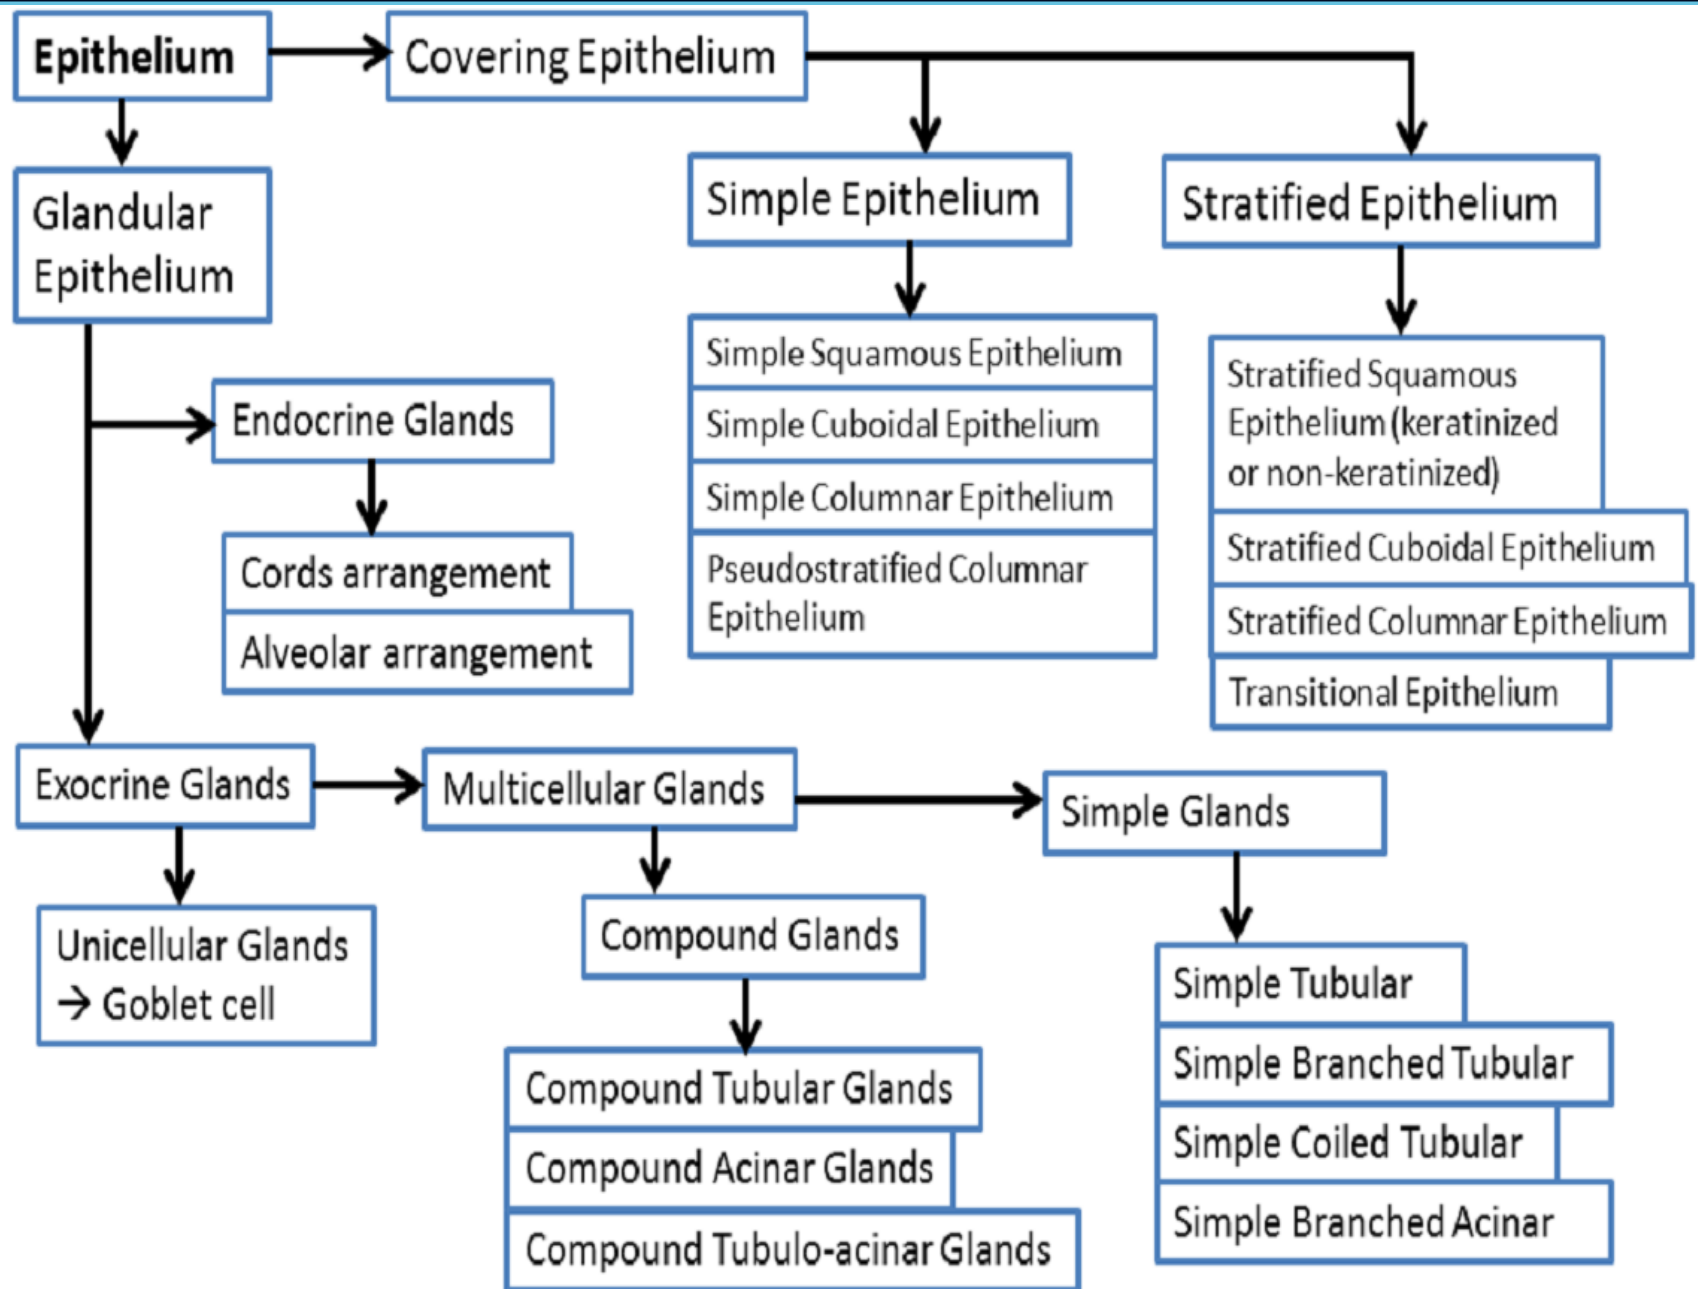 Epithelium
Covering Epithelium
Glandular
Epithelium
Simple Epithelium
Stratified Epithelium
Simple Squamous Epithelium
Simple Cuboidal Epithelium
Simple Columnar Epithelium
Pseudostratified Columnar
Epithelium
Stratified Squamous
Epithelium (keratinized
or non-keratinized)
Stratified Cuboidal Epithelium
Stratified Columnar Epithelium
Transitional Epithelium
Endocrine Glands
Cords arrangement
Alveolar arrangement
Exocrine Glands
Multicellular Glands
Simple Glands
Unicellular Glands
→ Goblet cell
Compound Glands
Compound Tubular Glands
Compound Acinar Glands
Compound Tubulo-acinar Glands
Simple Tubular
Simple Branched Tubular
Simple Coiled Tubular
Simple Branched Acinar